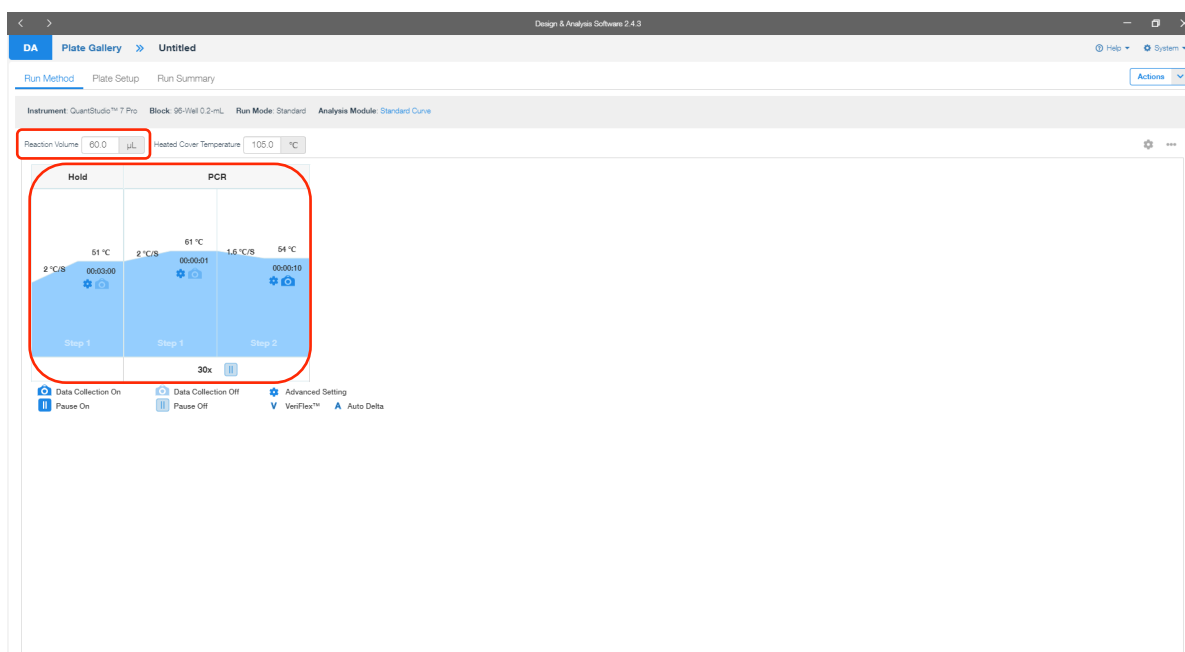 Design & Analysis Software 2.4.3
DA Plate Gallery » Untitled Help System
Run Method Plate Setup Run Summary Actions
Instrument: QuantStudio™ 7 Pro Block: 96-Well 0.2-mL Run Mode: Standard Analysis Module: Standard Curve
Reaction Volume 60.0 µL Heated Cover Temperature 105.0 °C
Hold PCR
61 °C
51 °C 2 °C/S 1.6 °C/S 54 °C
00:00:01
2 °C/S 00:03:00 00:00:10
Step 1 Step 1 Step 2
30x
Data Collection On Data Collection Off Advanced Setting
Pause On Pause Off V VeriFlex™ A Auto Delta